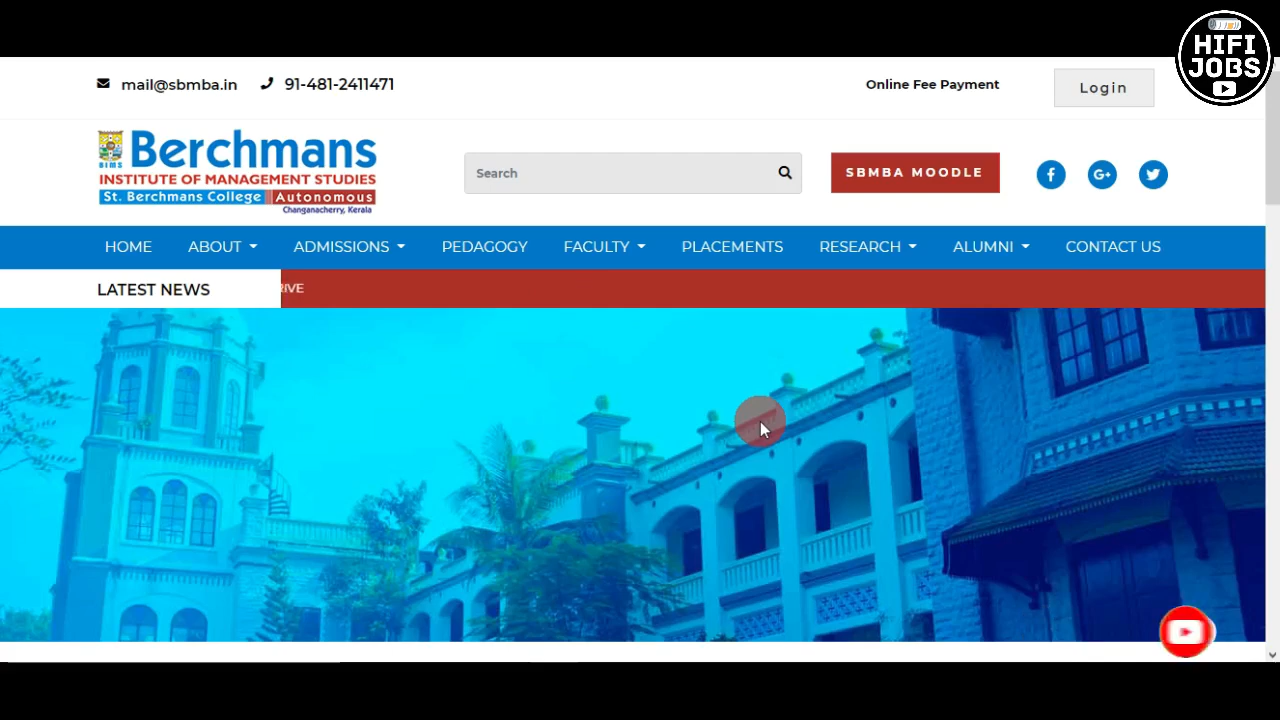 HIFI
JOBS
mail@sbmba.in 91-481-2411471 Online Fee Payment Login
BIMS
Berchmans
INSTITUTE OF MANAGEMENT STUDIES
St. Berchmans College Autonomous
Changanacherry, Kerala
Search
SBMBA MOODLE
HOME ABOUT ADMISSIONS PEDAGOGY FACULTY PLACEMENTS RESEARCH ALUMNI CONTACT US
LATEST NEWS RIVE